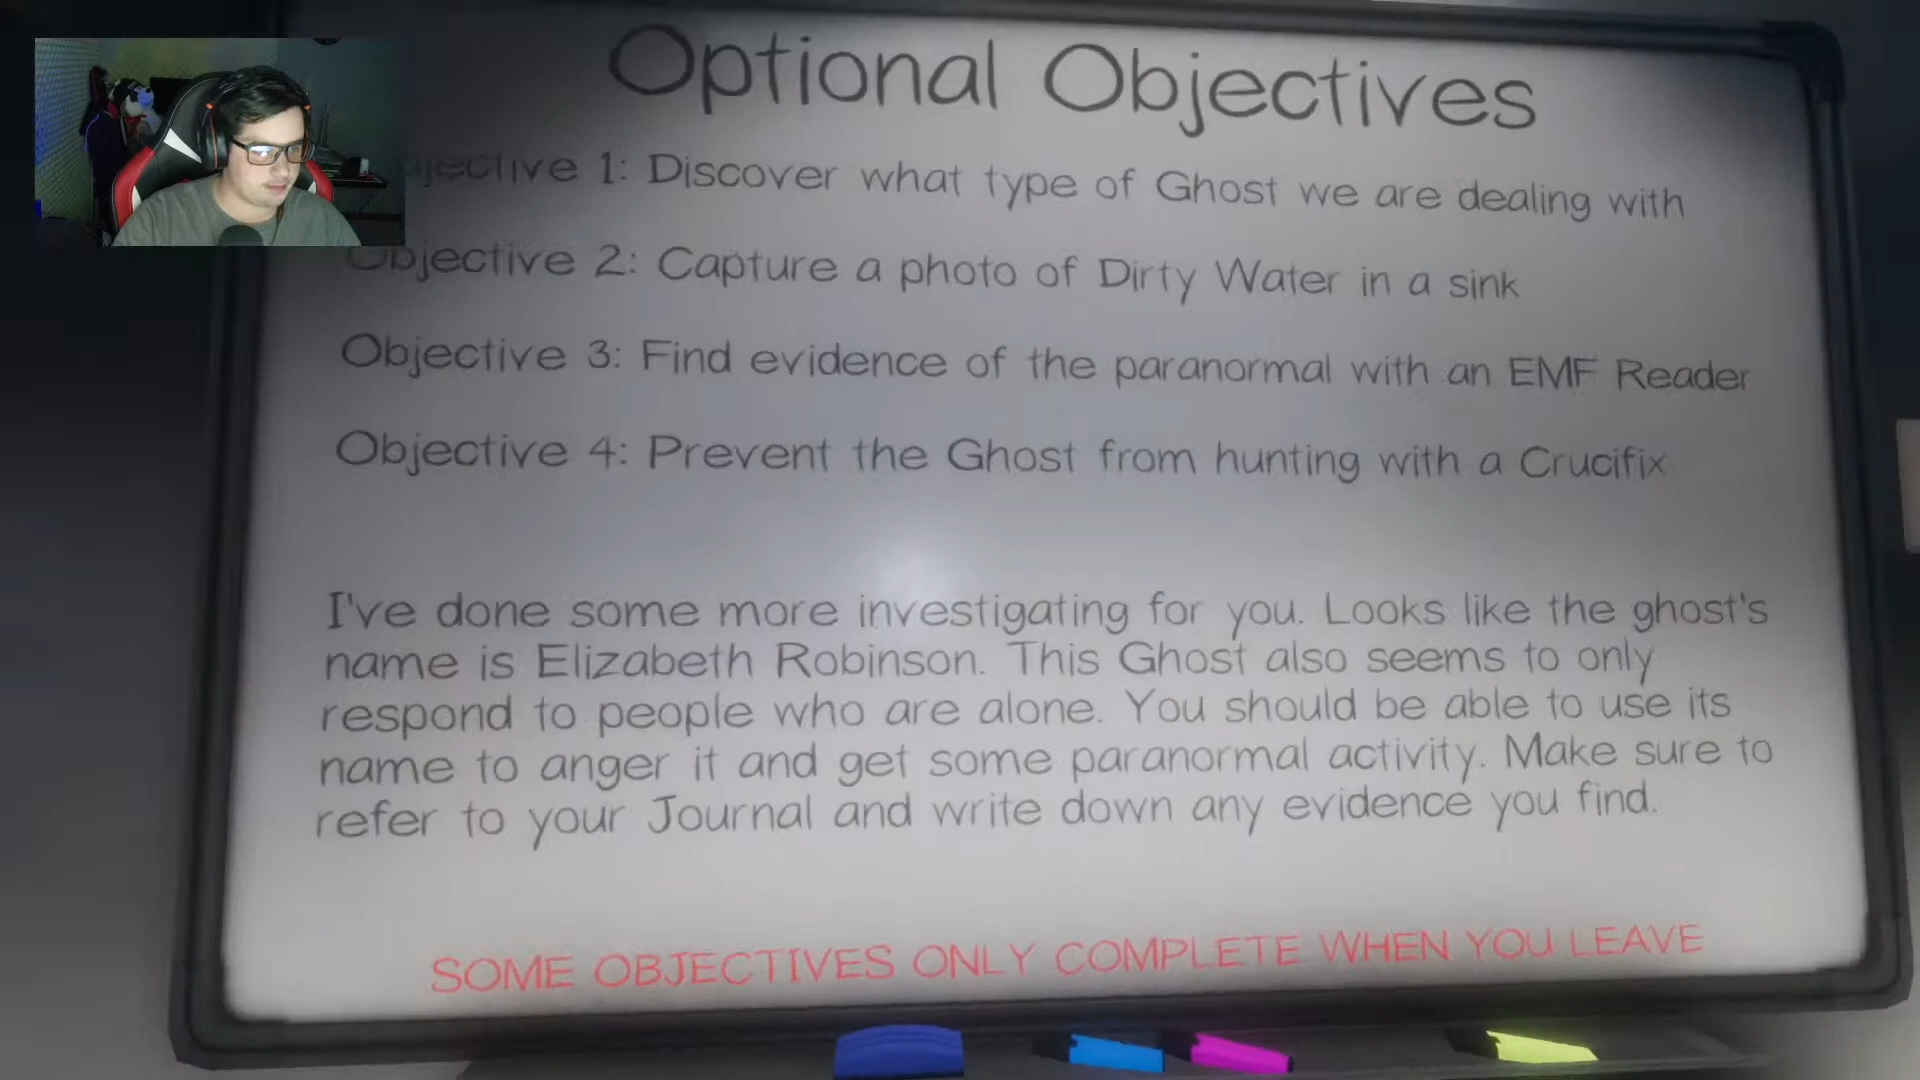 Optional Objectives
jective 1: Discover what type of Ghost we are dealing with
Objective 2: Capture a photo of Dirty Water in a sink
Objective 3: Find evidence of the paranormal with an EMF Reader
Objective 4: Prevent the Ghost from hunting with a Crucifix
I've done some more investigating for you. Looks like the ghost's
name is Elizabeth Robinson. This Ghost also seems to only
respond to people who are alone. You should be able to use its
name to anger it and get some paranormal activity. Make sure to
refer to your Journal and write down any evidence you find.
SOME OBJECTIVES ONLY COMPLETE WHEN YOU LEAVE